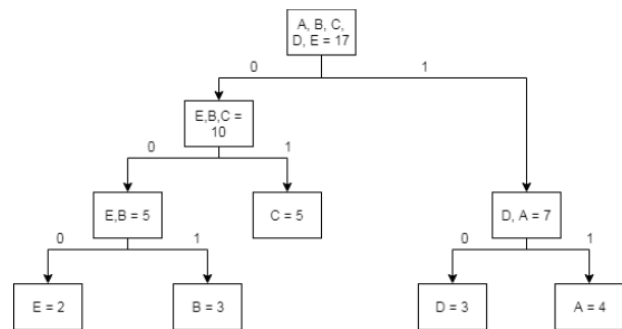 A, B, C,
D, E = 17
0 1
E,B,C =
10
0 1
E,B = 5
C = 5
D, A = 7
0 1
0 1
E = 2
B = 3
D = 3
A = 4